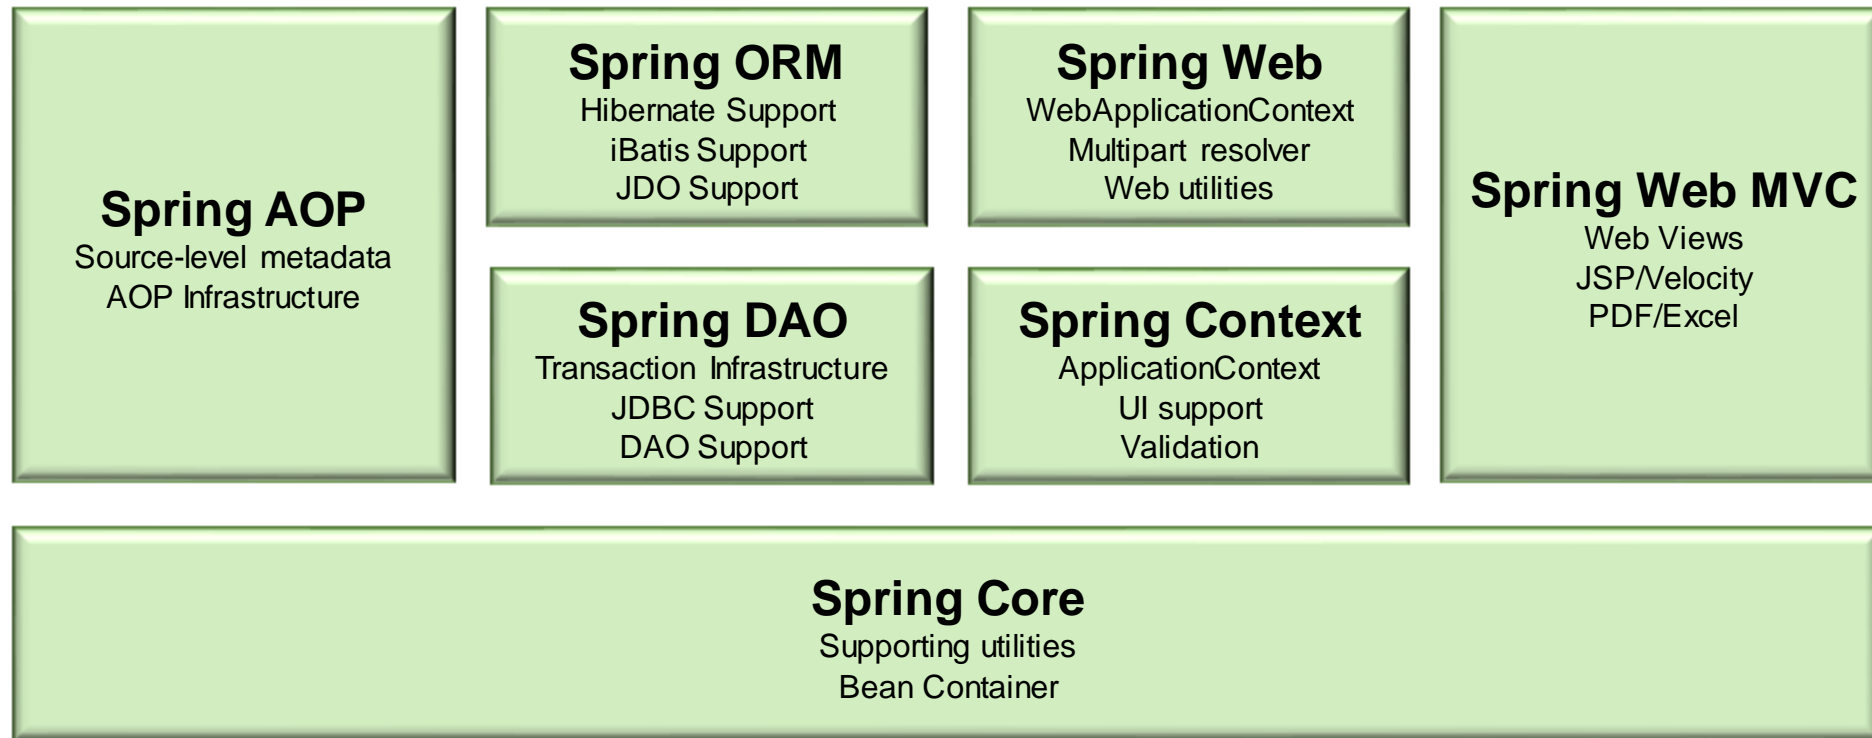 Spring AOP
Source-level metadata
AOP Infrastructure
Spring ORM
Hibernate Support
iBatis Support
JDO Support
Spring Web
WebApplicationContext
Multipart resolver
Web utilities
Spring Web MVC
Web Views
JSP/Velocity
PDF/Excel
Spring DAO
Transaction Infrastructure
JDBC Support
DAO Support
Spring Context
ApplicationContext
UI support
Validation
Spring Core
Supporting utilities
Bean Container